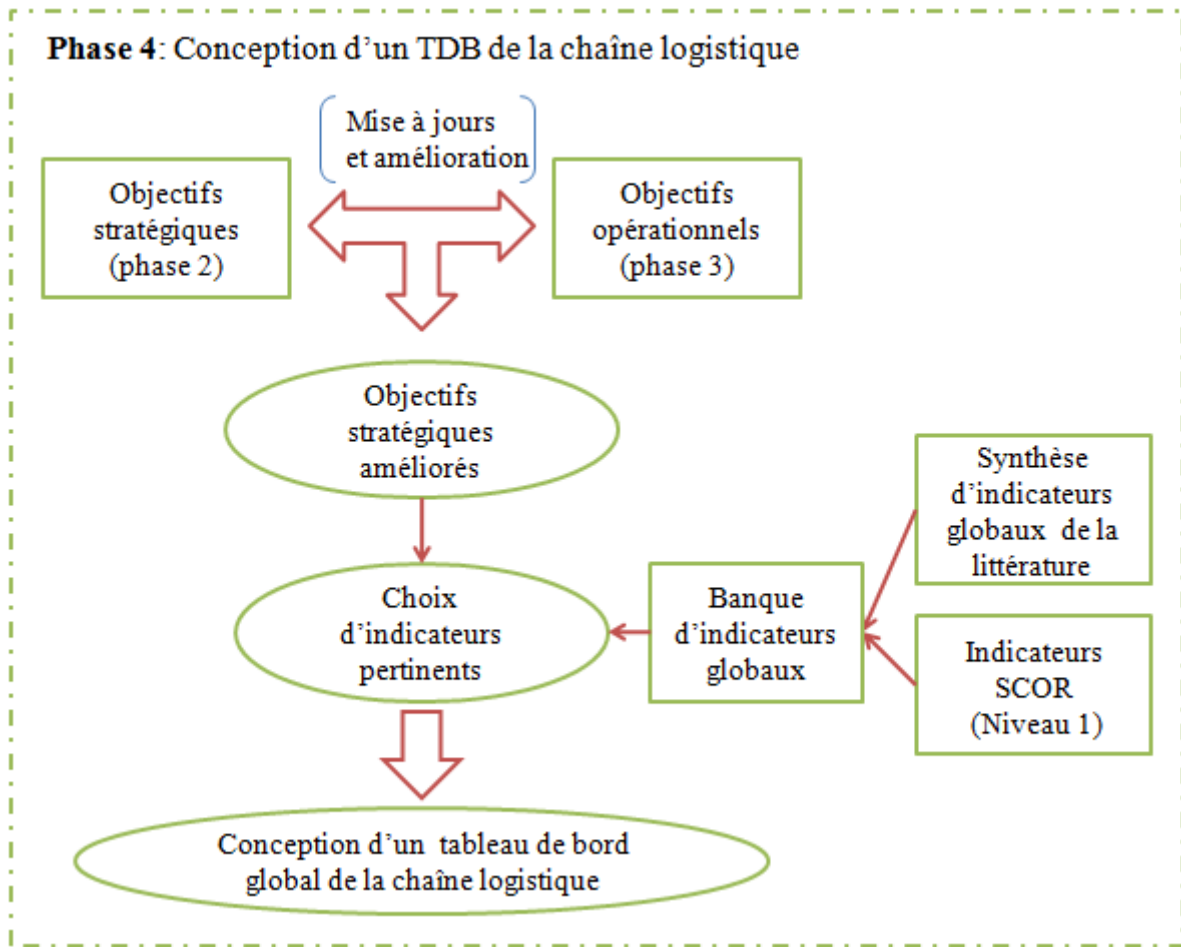 Phase 4: Conception d’un TDB de la chaîne logistique
Mise à jours
et amélioration
Objectifs
stratégiques
(phase 2)
Objectifs
opérationnels
(phase 3)
Objectifs
stratégiques
améliorés
Synthèse
d’indicateurs
globaux de la
littérature
Choix
d’indicateurs
pertinents
Banque
d’indicateurs
globaux
Indicateurs
SCOR
(Niveau 1)
Conception d’un tableau de bord
global de la chaîne logistique